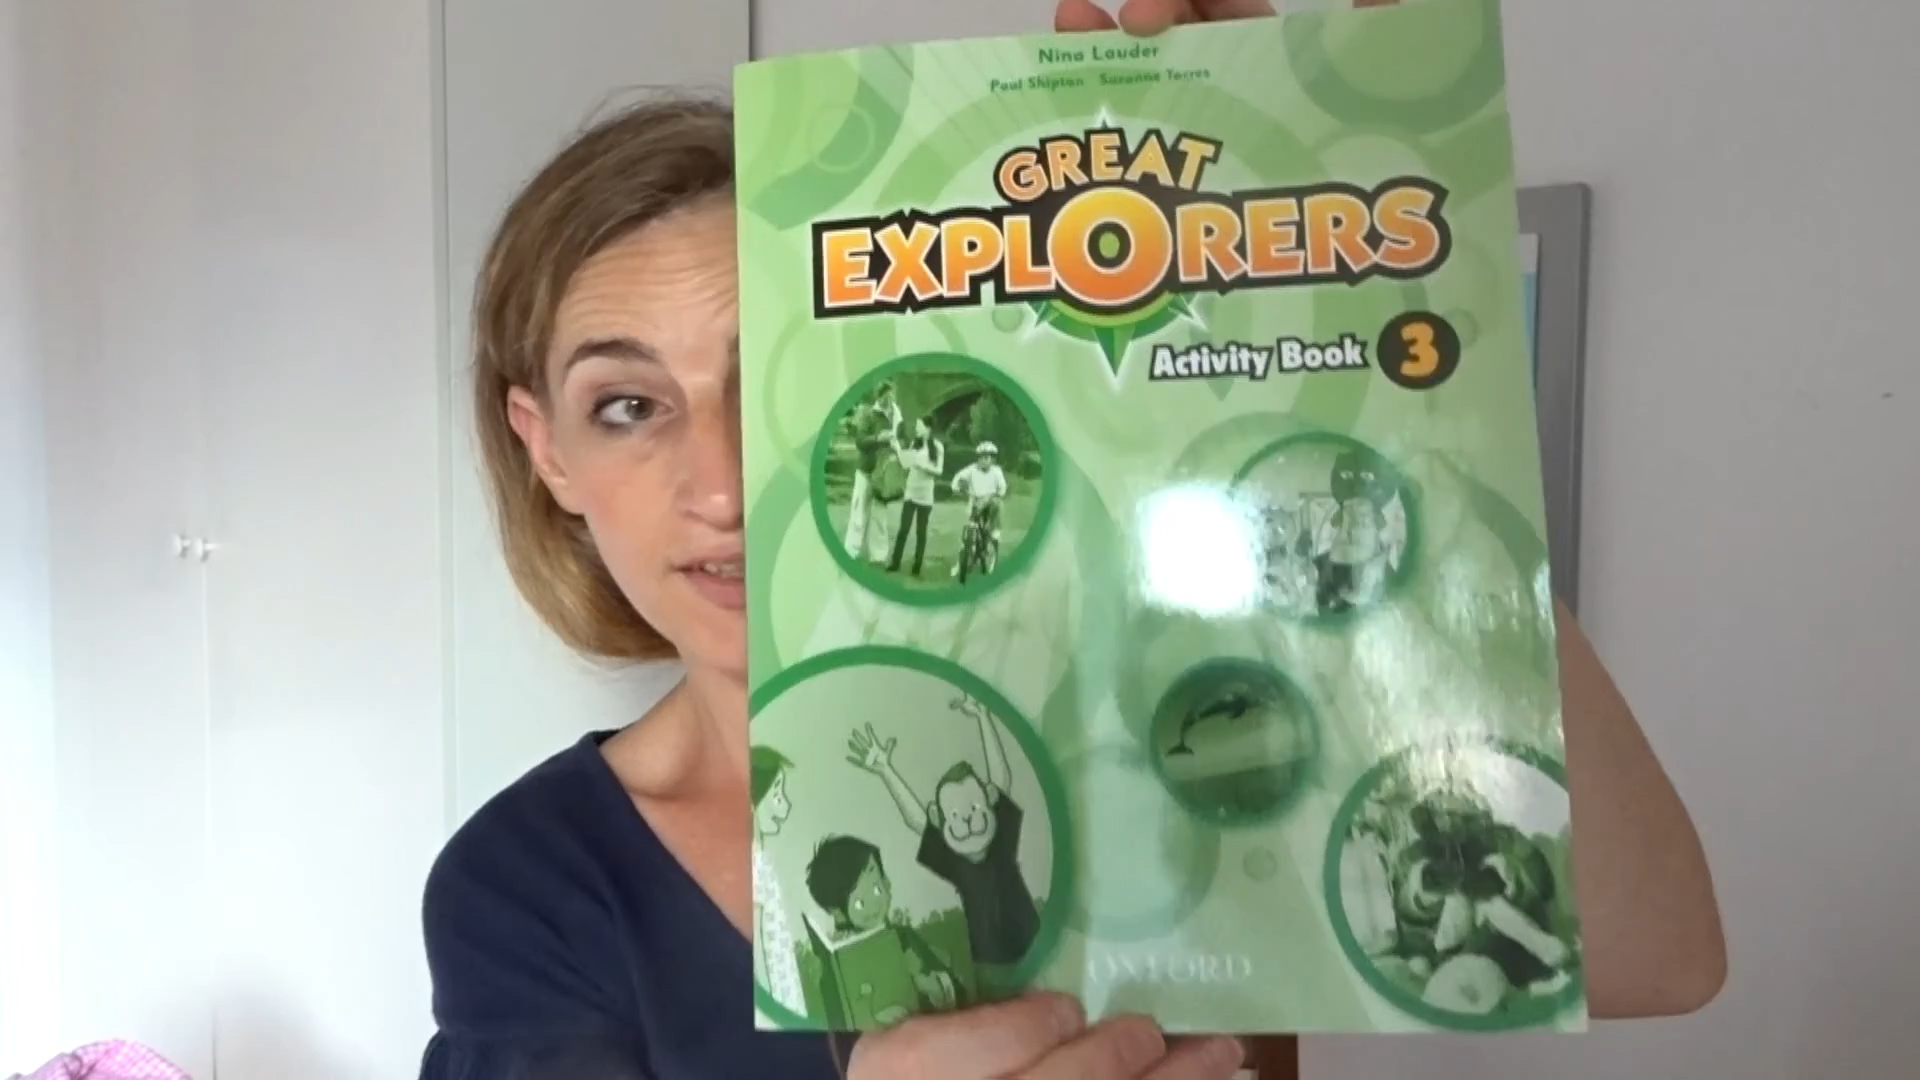 Nina Lauder
Paul Shipton Suzanne Torres
GREAT
EXPLORERS
Activity Book 3
OXFORD